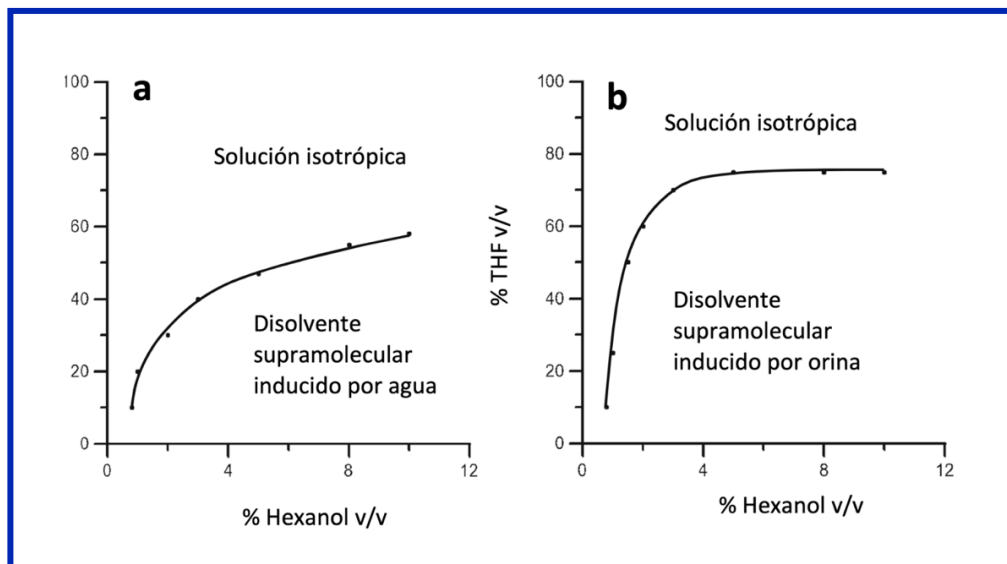 a
Solución isotrópica
Disolvente
supramolecular
inducido por agua
100
80
60
40
20
0
0
4
8
12
% Hexanol v/v
b
Solución isotrópica
Disolvente
supramolecular
inducido por orina
% THF v/v
100
80
60
40
20
0
0
4
8
12
% Hexanol v/v